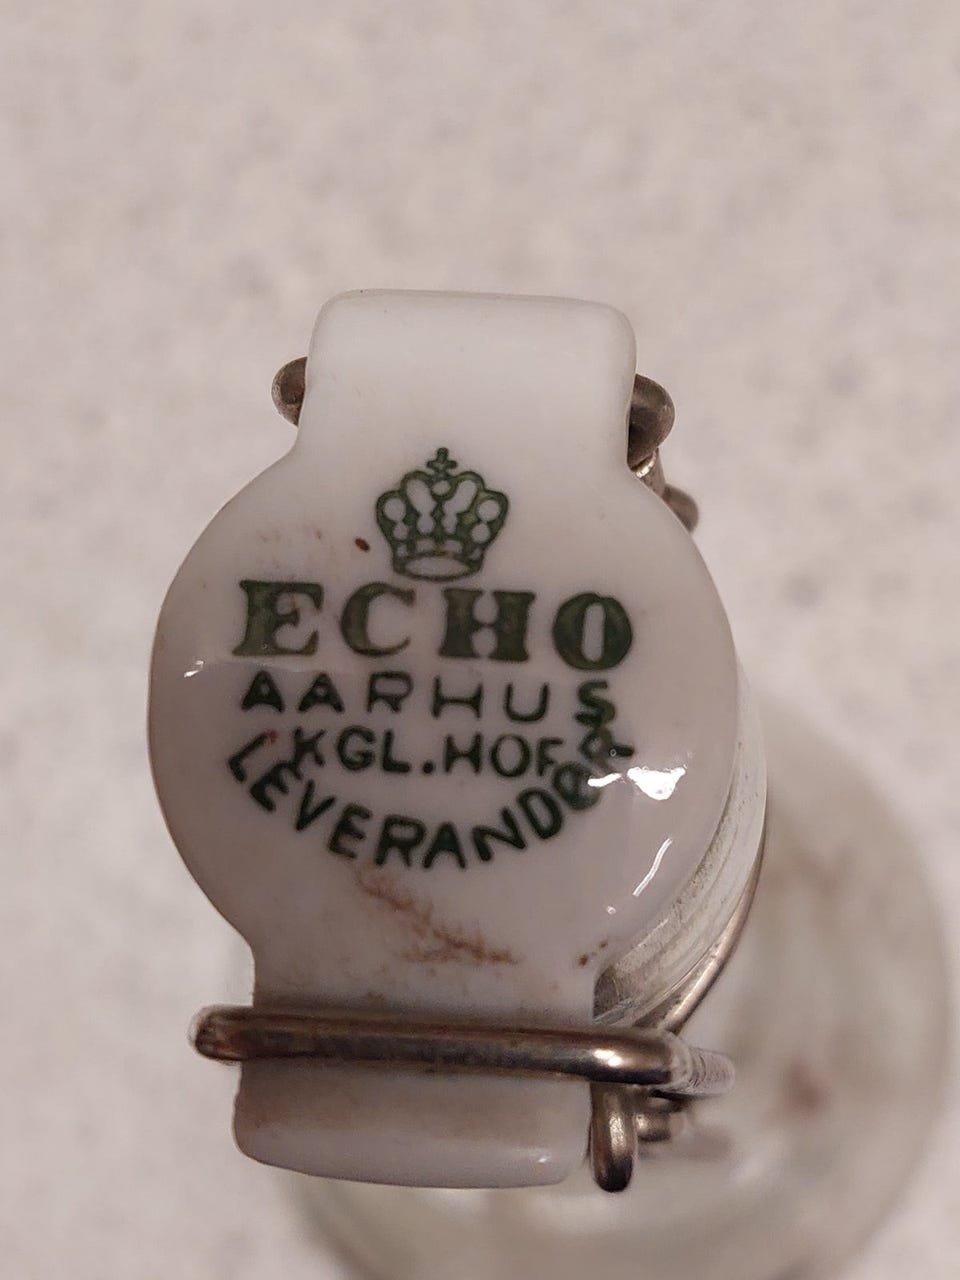 ECHO
AARHUS
KGL.HOF
LEVERANDØR